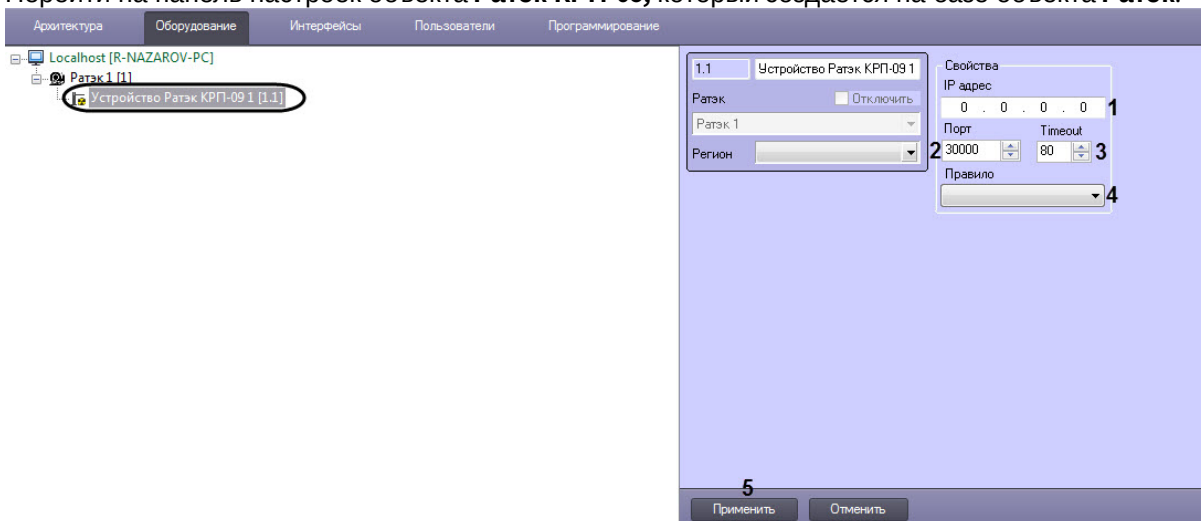 Перейти на панель настроек объекта Ратэк КРП-09, который создается на базе объекта Ратэк.
Архитектура Оборудование Интерфейсы Пользователи Программирование
Localhost [R-NAZAROV-PC]
Ратэк 1 [1]
Устройство Ратэк КРП-09 1 [1.1]
1.1 Устройство Ратэк КРП-09 1
Ратэк Отключить
Ратэк 1
Регион
Свойства
IP адрес
0 . 0 . 0 . 0 1
Порт Timeout
2 30000 80 3
Правило
4
5
Применить Отменить